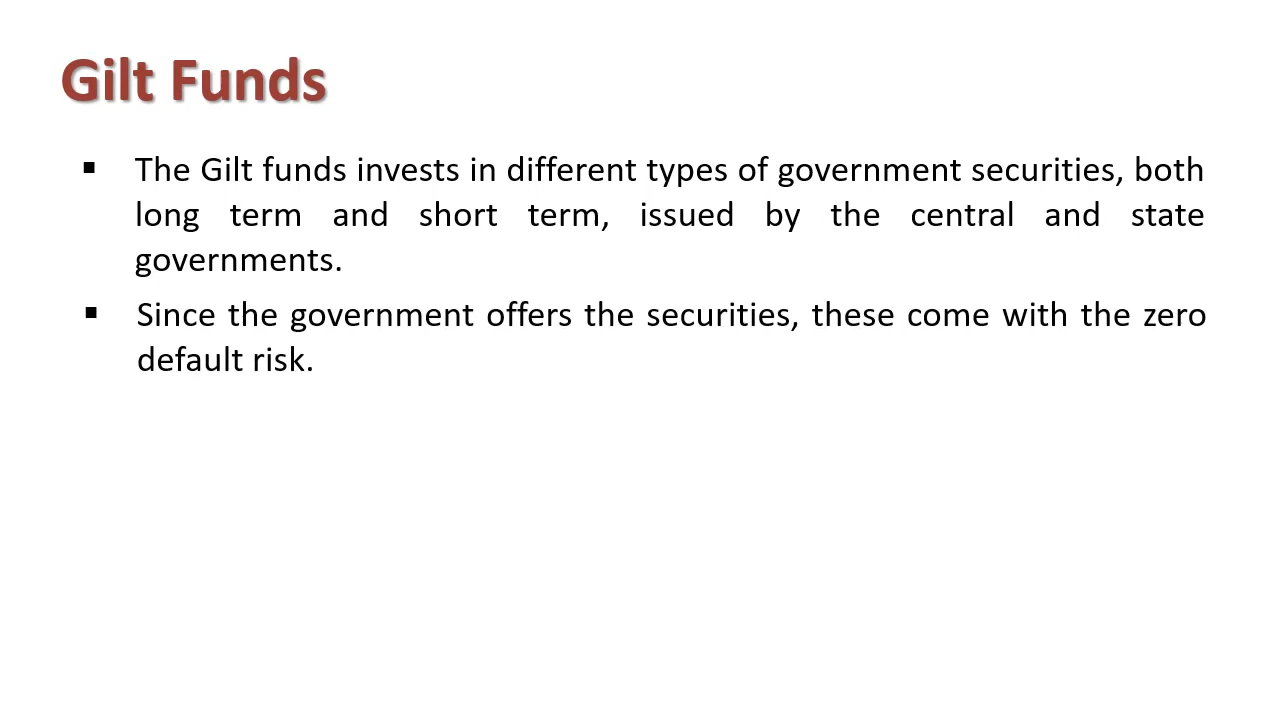 Gilt Funds
▪ The Gilt funds invests in different types of government securities, both
long term and short term, issued by the central and state
governments.
▪ Since the government offers the securities, these come with the zero
default risk.